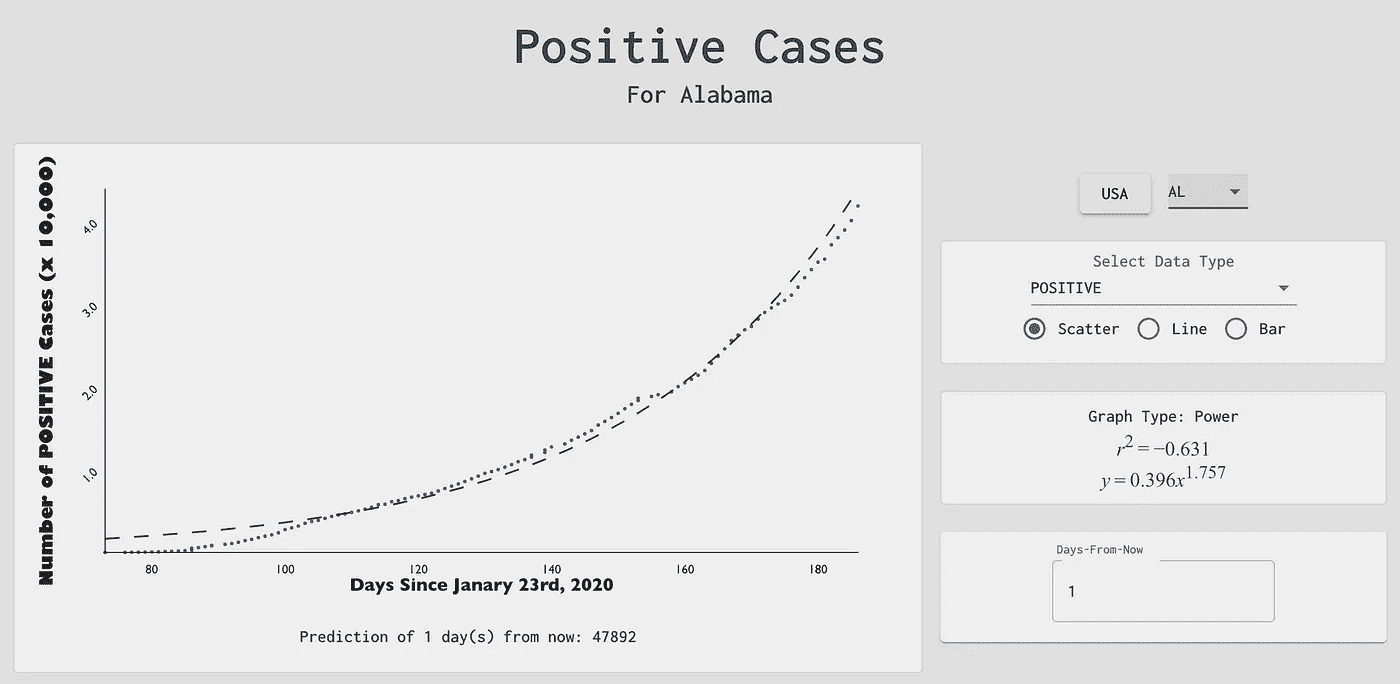 Positive Cases
For Alabama
Number of POSITIVE Cases (x 10,000)
4.0
3.0
2.0
1.0
80 100 120 140 160 180
Days Since Janary 23rd, 2020
Prediction of 1 day(s) from now: 47892
USA AL
Select Data Type
POSITIVE
Scatter Line Bar
Graph Type: Power
r² = −0.631
y = 0.396x^1.757
Days-From-Now
1